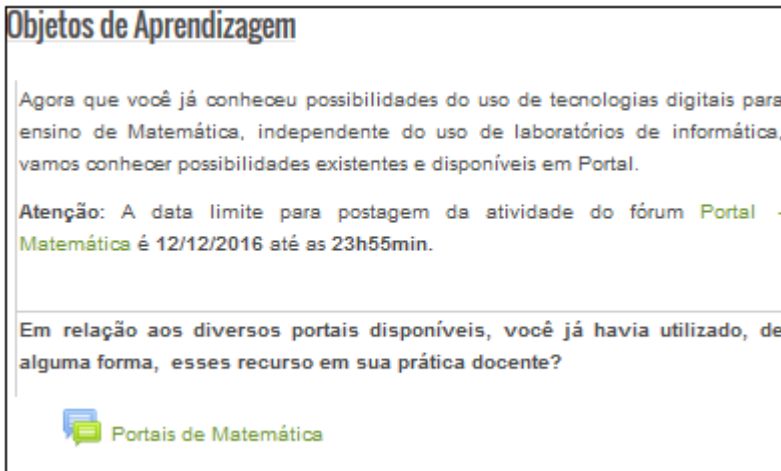 Objetos de Aprendizagem
Agora que você já conheceu possibilidades do uso de tecnologias digitais para
ensino de Matemática, independente do uso de laboratórios de informática,
vamos conhecer possibilidades existentes e disponíveis em Portal.
Atenção: A data limite para postagem da atividade do fórum Portal -
Matemática é 12/12/2016 até as 23h55min.
Em relação aos diversos portais disponíveis, você já havia utilizado, de
alguma forma, esses recurso em sua prática docente?
Portais de Matemática